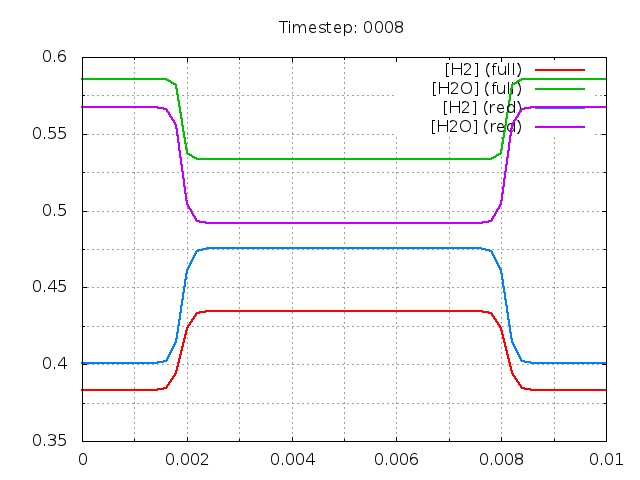 Timestep: 0008
0.6
0.55
0.5
0.45
0.4
0.35
[H2] (full)
[H2O] (full)
[H2] (red)
[H2O] (red)
0
0.002
0.004
0.006
0.008
0.01